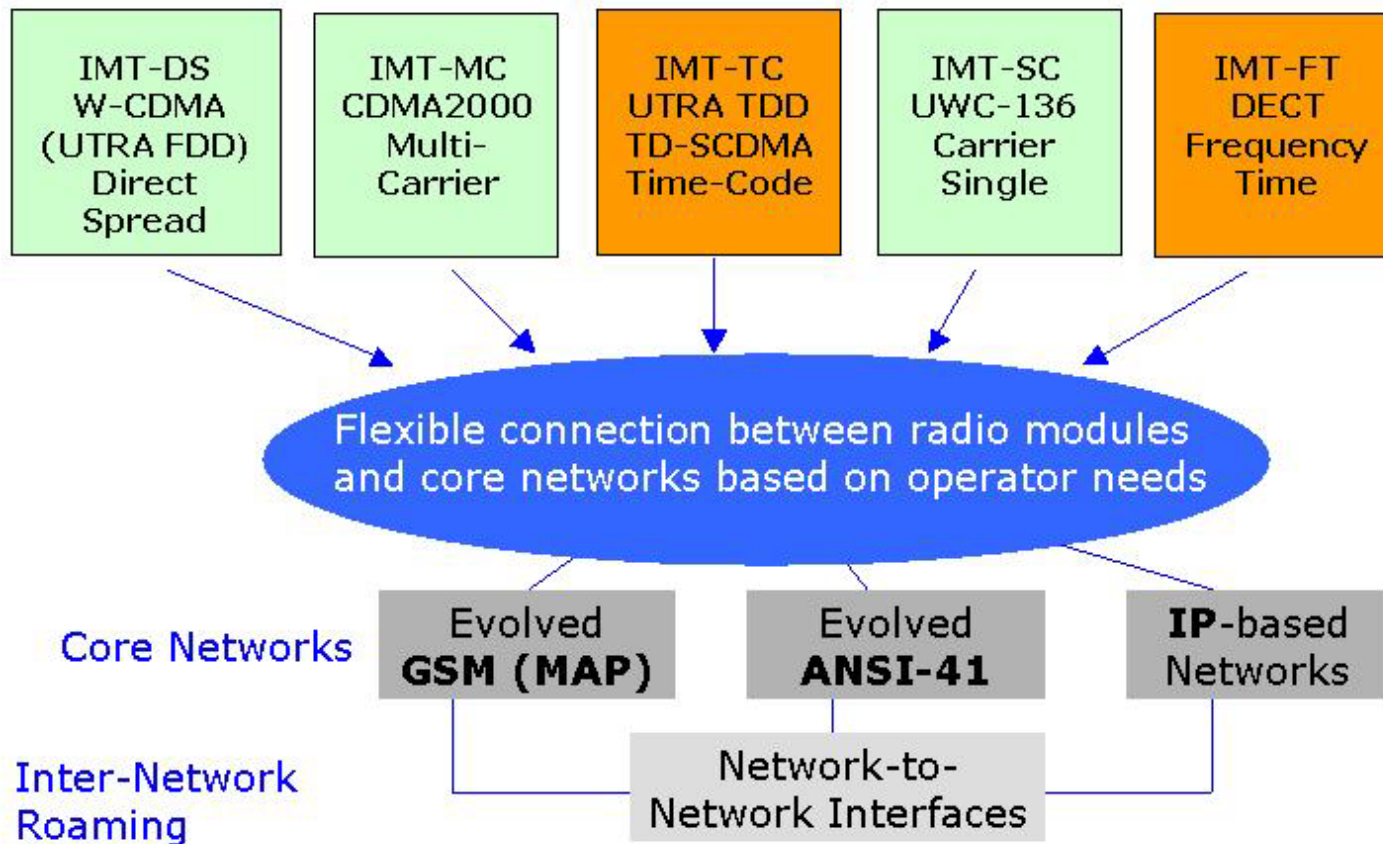 IMT-DS
W-CDMA
(UTRA FDD)
Direct
Spread
IMT-MC
CDMA2000
Multi-
Carrier
IMT-TC
UTRA TDD
TD-SCDMA
Time-Code
IMT-SC
UWC-136
Carrier
Single
IMT-FT
DECT
Frequency
Time
Flexible connection between radio modules
and core networks based on operator needs
Core Networks
Evolved
GSM (MAP)
Evolved
ANSI-41
IP-based
Networks
Inter-Network
Roaming
Network-to-
Network Interfaces